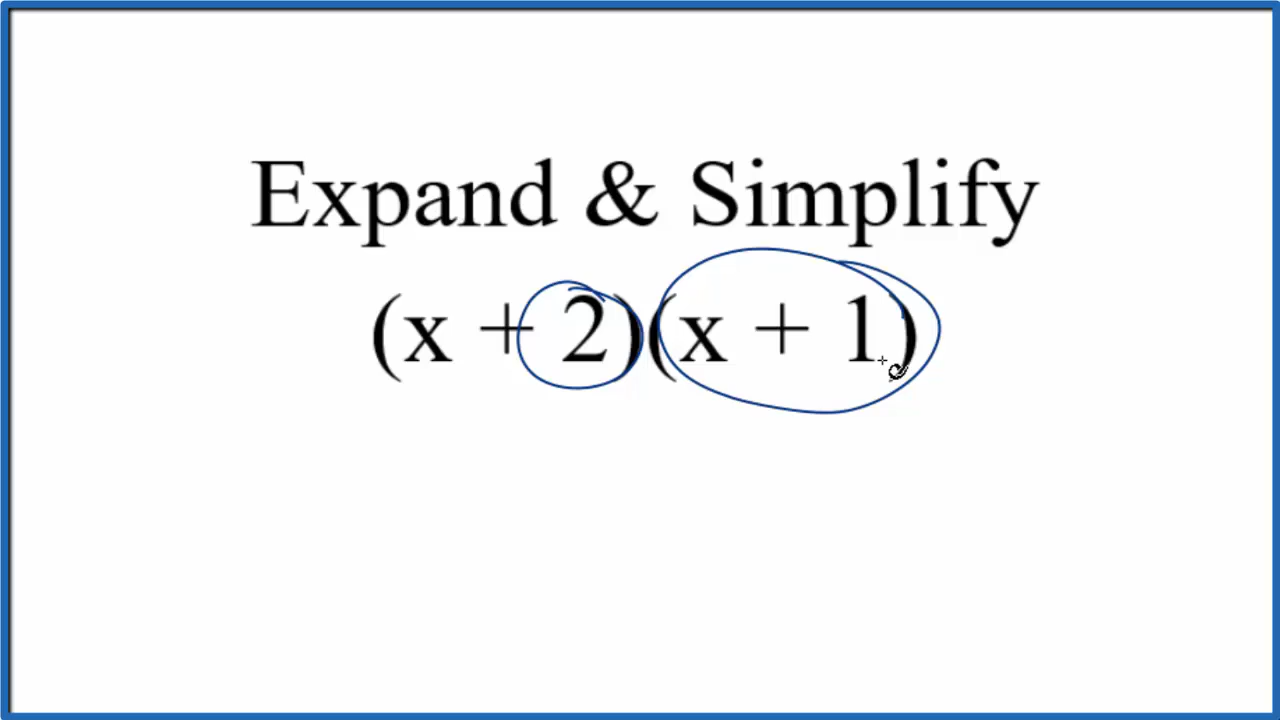 Expand & Simplify
(x + 2)(x + 1)